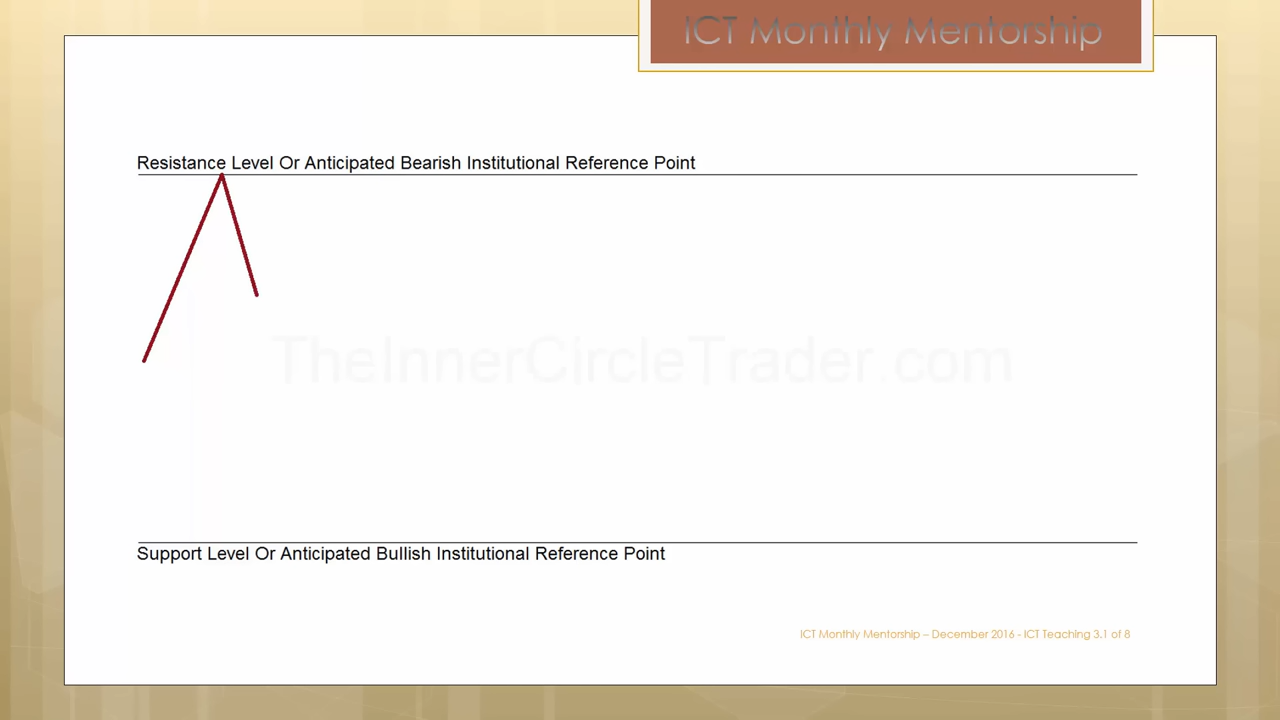 ICT Monthly Mentorship
Resistance Level Or Anticipated Bearish Institutional Reference Point
TheInnerCircleTrader.com
Support Level Or Anticipated Bullish Institutional Reference Point
ICT Monthly Mentorship – December 2016 - ICT Teaching 3.1 of 8